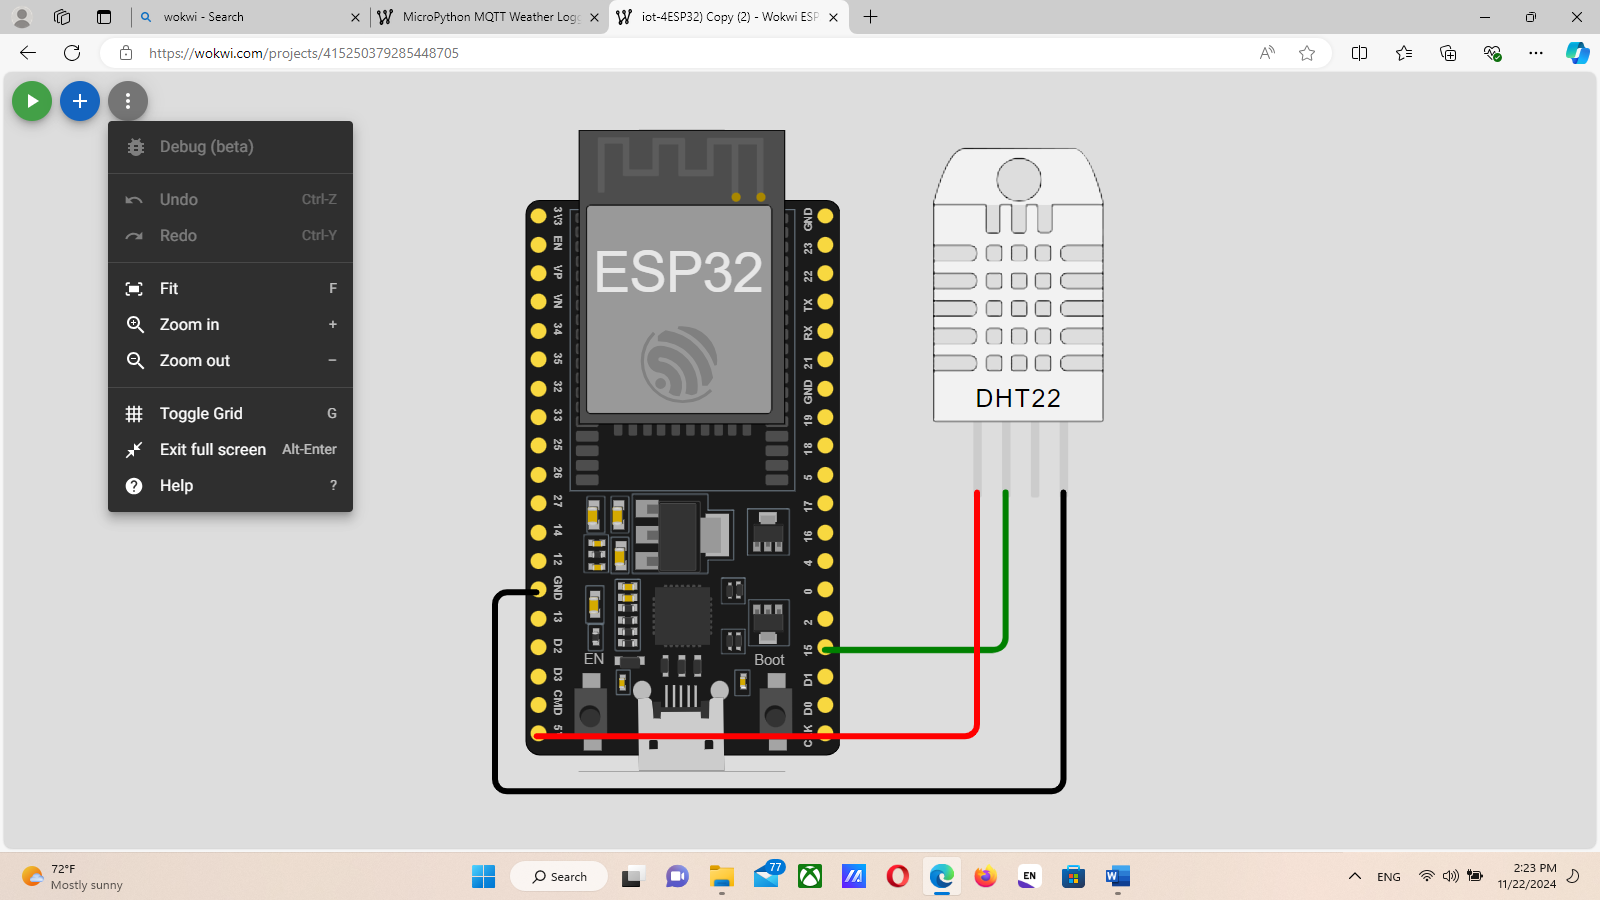 wokwi - Search
MicroPython MQTT Weather Logg
iot-4ESP32) Copy (2) - Wokwi ESP
https://wokwi.com/projects/415250379285448705
Debug (beta)
Undo Ctrl-Z
Redo Ctrl-Y
Fit F
Zoom in +
Zoom out −
Toggle Grid G
Exit full screen Alt-Enter
Help ?
ESP32
3V3
EN
VP
VN
34
35
32
33
25
26
27
14
12
GND
13
D2
D3
CMD
GND
23
22
TX
RX
21
GND
19
18
5
17
16
4
0
2
15
D1
D0
EN
Boot
DHT22
72°F
Mostly sunny
Search
77
EN
ENG
2:23 PM
11/22/2024